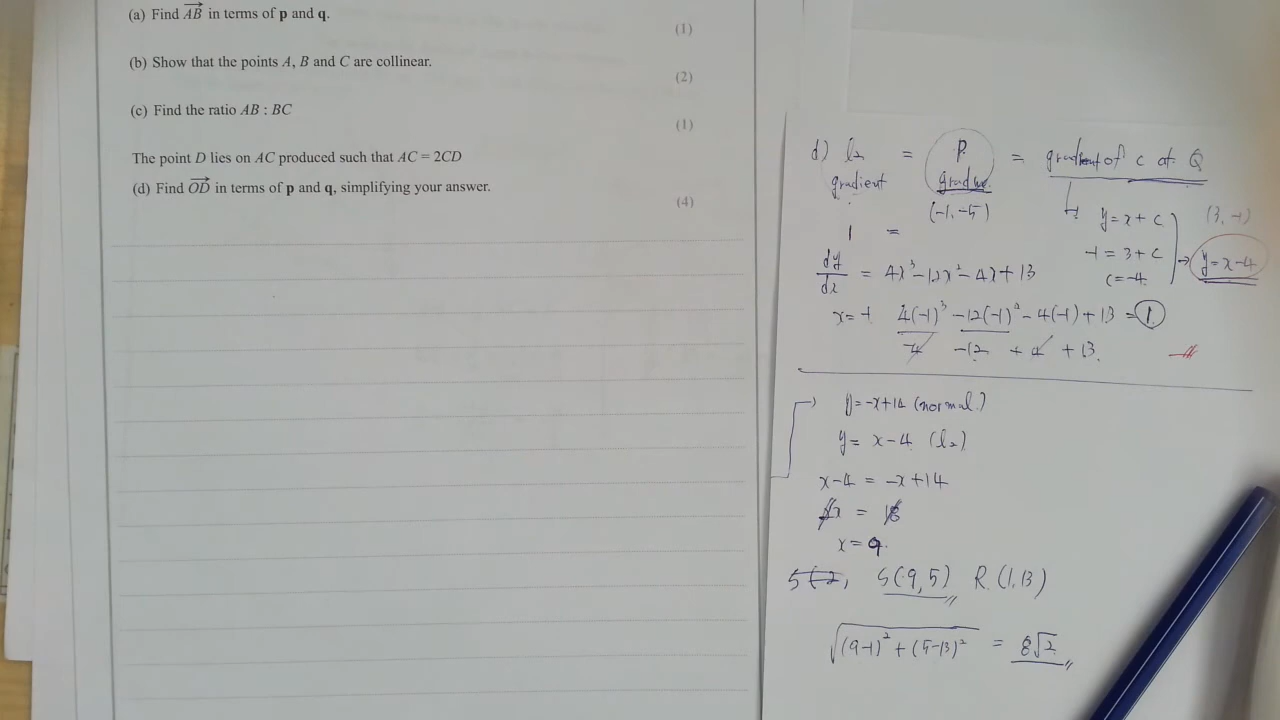 (a) Find AB in terms of p and q.
(1)
(b) Show that the points A, B and C are collinear.
(2)
(c) Find the ratio AB : BC
(1)
The point D lies on AC produced such that AC = 2CD
(d) Find OD in terms of p and q, simplifying your answer.
(4)
d) l₂ = P = gradient of c at Q
gradient
(-1, -5)
y = x + c (3, -1)
1 =
-1 = 3 + c
y = x - 4
c = -4
dy/dx = 4x³ - 12x² - 4x + 13
x = -1 4(-1)³ - 12(-1)² - 4(-1) + 13 = 1
-4 -12 + 4 + 13
y = -x + 14 (normal)
y = x - 4 (l₂)
x - 4 = -x + 14
x = 9
S(9, 5) R(1, 13)
√(9-1)² + (5-13)² = 8√2